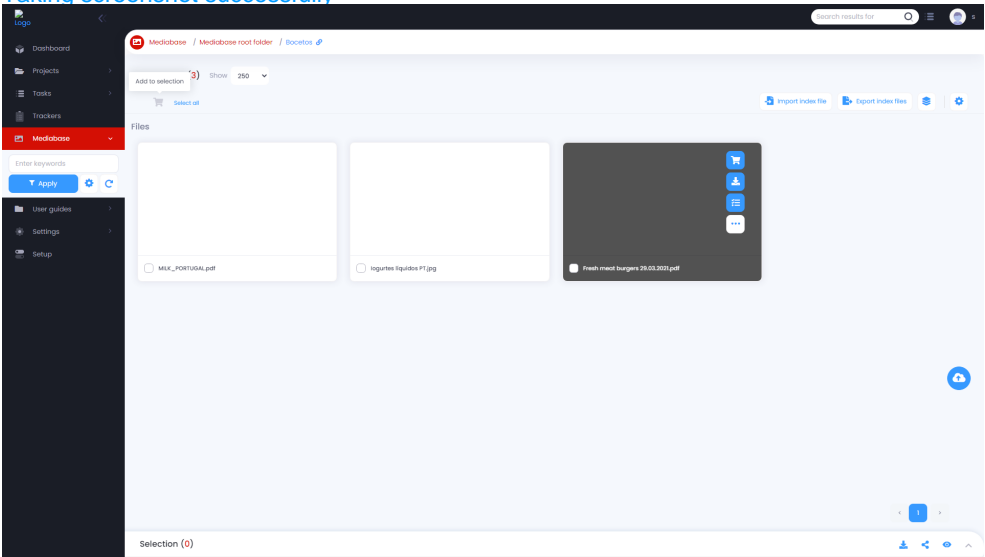 Taking screenshot successfully
Logo
Search results for
s
Dashboard
Projects
Tasks
Trackers
Mediabase
Enter keywords
Apply
User guides
Settings
Setup
Mediabase / Mediabase root folder / Bocetos
3) Show 250
Add to selection
Select all
Import index file
Export index files
Files
MILK_PORTUGAL.pdf
iogurtes liquidos PT.jpg
Fresh meat burgers 29.03.2021.pdf
1
Selection (0)